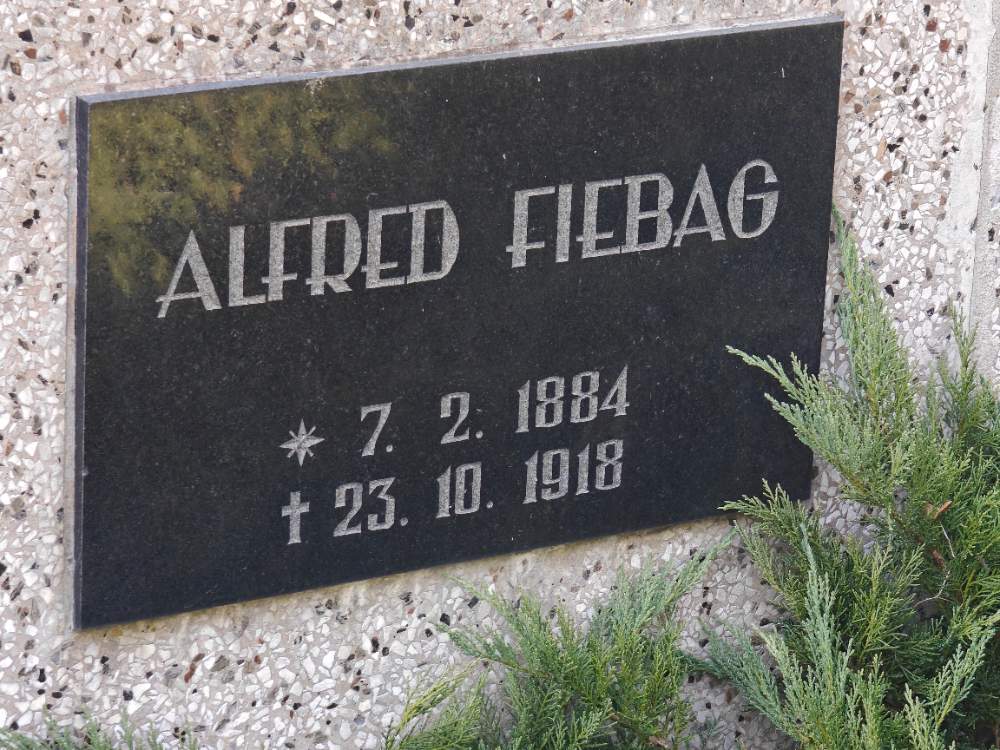 ALFRED FIEBAG
* 7. 2. 1884
† 23. 10. 1918